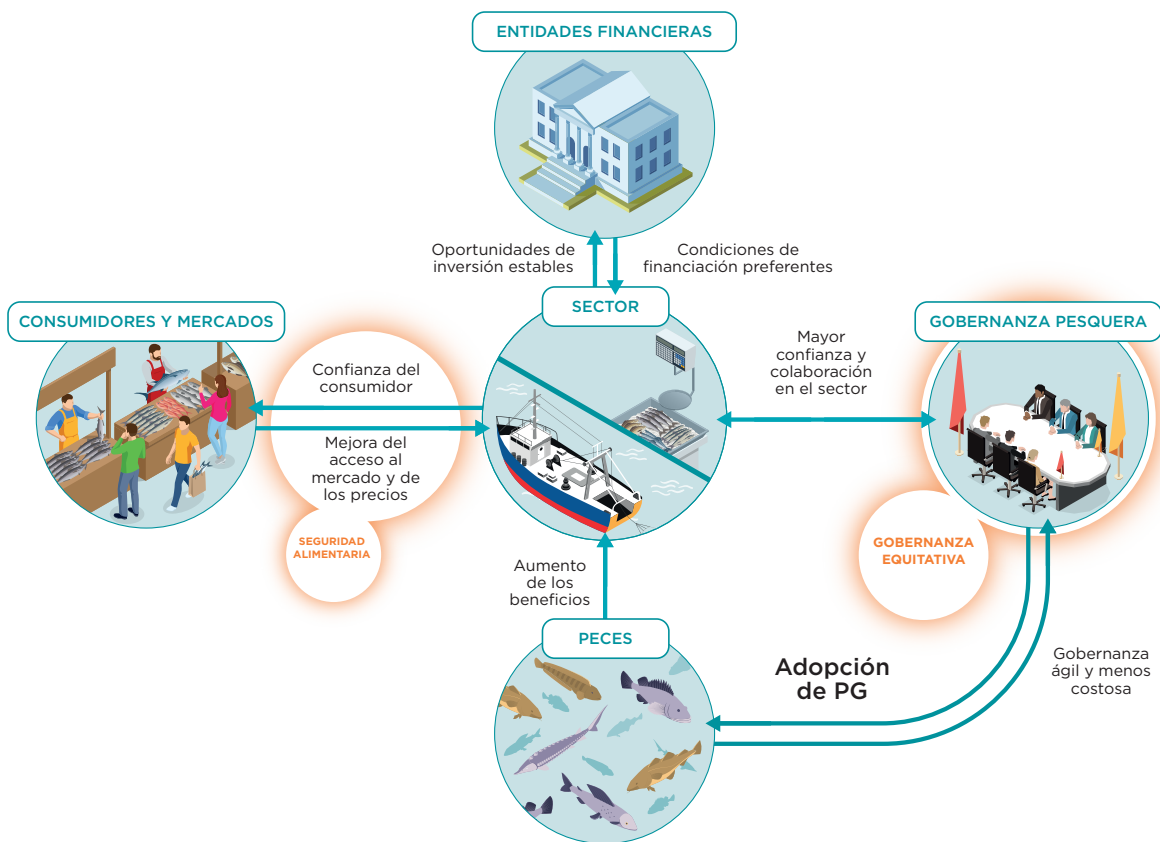 ENTIDADES FINANCIERAS
Oportunidades de
inversión estables
Condiciones de
financiación preferentes
SECTOR
CONSUMIDORES Y MERCADOS
GOBERNANZA PESQUERA
Confianza del
consumidor
Mejora del
acceso al
mercado y de
los precios
Mayor
confianza y
colaboración
en el sector
SEGURIDAD
ALIMENTARIA
GOBERNANZA
EQUITATIVA
Aumento
de los
beneficios
PECES
Adopción
de PG
Gobernanza
ágil y menos
costosa